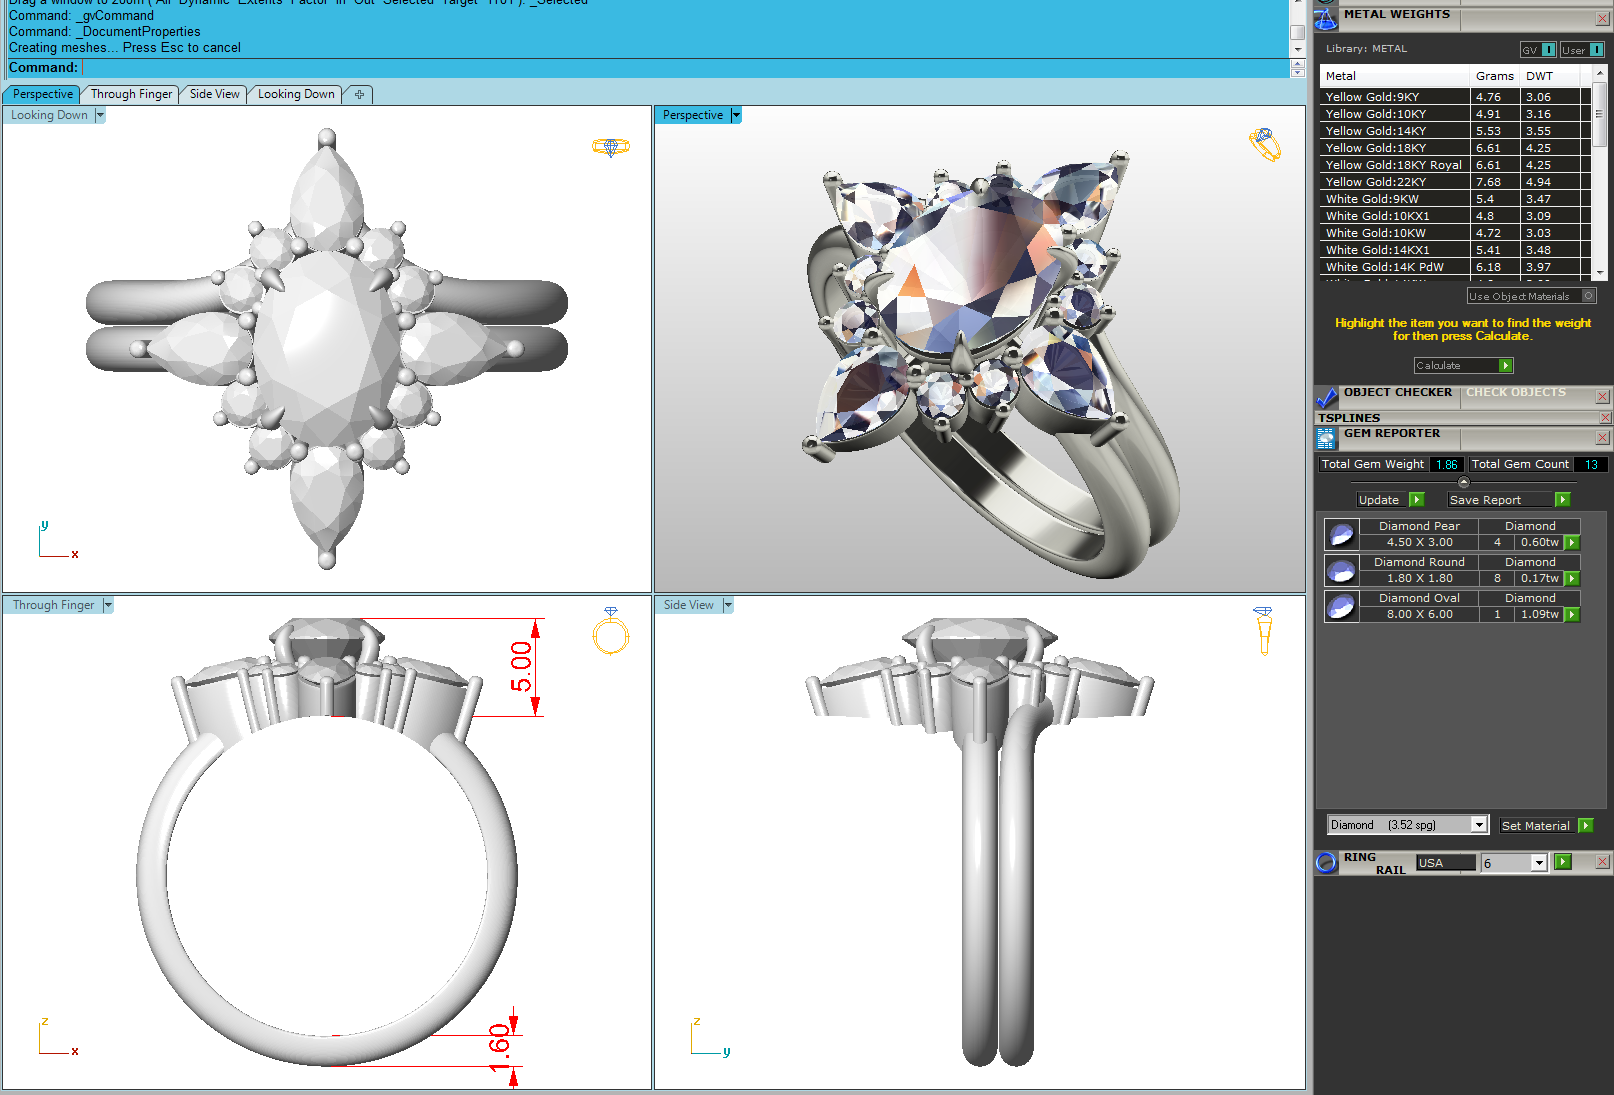 Drag a window to zoom ( All Dynamic Extents Factor In Out Selected Target 1To1 ): _Selected
Command: _gvCommand
Command: _DocumentProperties
Creating meshes... Press Esc to cancel
Command:
Perspective Through Finger Side View Looking Down
Looking Down
y
x
Perspective
Through Finger
5.00
1.60
z
x
Side View
z
y
METAL WEIGHTS
Library: METAL GV User
Metal Grams DWT
Yellow Gold:9KY 4.76 3.06
Yellow Gold:10KY 4.91 3.16
Yellow Gold:14KY 5.53 3.55
Yellow Gold:18KY 6.61 4.25
Yellow Gold:18KY Royal 6.61 4.25
Yellow Gold:22KY 7.68 4.94
White Gold:9KW 5.4 3.47
White Gold:10KX1 4.8 3.09
White Gold:10KW 4.72 3.03
White Gold:14KX1 5.41 3.48
White Gold:14K PdW 6.18 3.97
Use Object Materials
Highlight the item you want to find the weight
for then press Calculate.
Calculate
OBJECT CHECKER CHECK OBJECTS
TSPLINES
GEM REPORTER
Total Gem Weight 1.86 Total Gem Count 13
Update Save Report
Diamond Pear Diamond
4.50 X 3.00 4 0.60tw
Diamond Round Diamond
1.80 X 1.80 8 0.17tw
Diamond Oval Diamond
8.00 X 6.00 1 1.09tw
Diamond (3.52 spg) Set Material
RING
RAIL USA 6